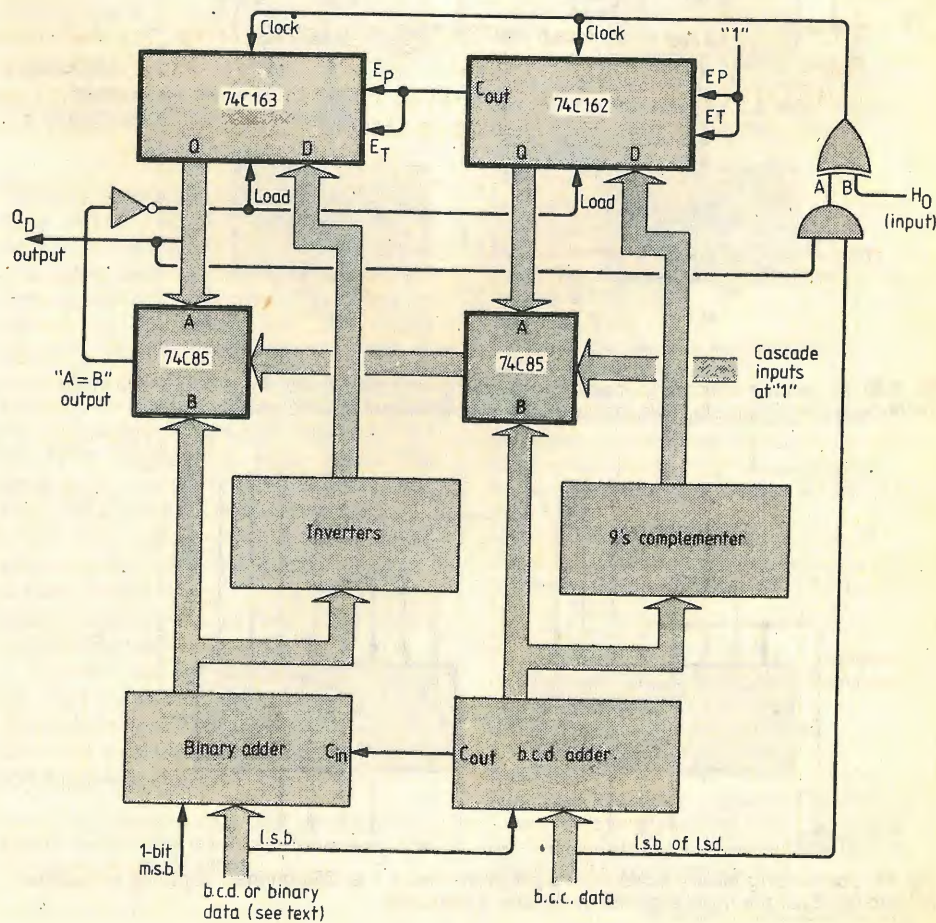 Clock
Clock
"1"
EP
ET
74C163
Cout
74C162
EP
ET
Q
D
Q
D
Load
Load
A
B
HO
(input)
QD
output
A
74C85
B
A
74C85
B
"A=B"
output
Cascade
inputs
at "1"
Inverters
9's complementer
Binary adder
Cin
Cout
b.c.d. adder.
1-bit
m.s.b.
l.s.b.
l.s.b. of l.s.d.
b.c.d. or binary
data (see text)
b.c.c. data